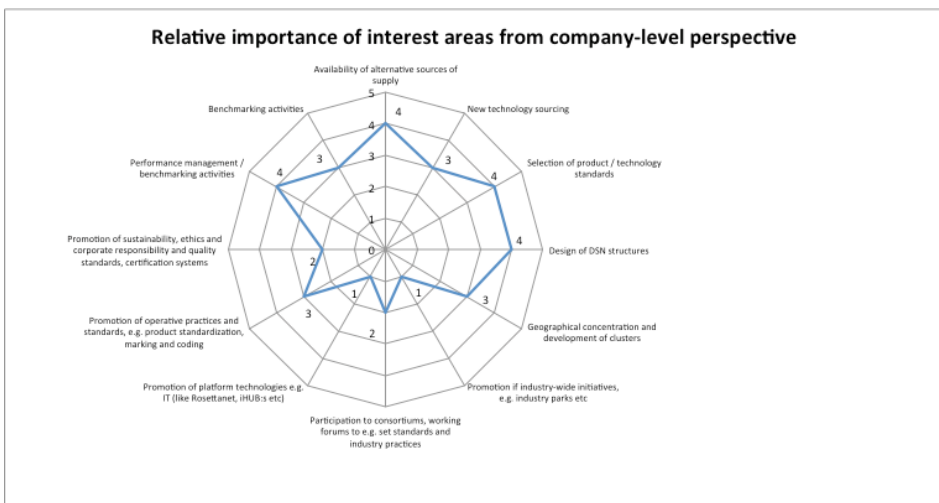 Relative importance of interest areas from company-level perspective
Availability of alternative sources of
supply
Benchmarking activities
New technology sourcing
Performance management /
benchmarking activities
Selection of product / technology
standards
Promotion of sustainability, ethics and
corporate responsibility and quality
standards, certification systems
Design of DSN structures
Promotion of operative practices and
standards, e.g. product standardization,
marking and coding
Geographical concentration and
development of clusters
Promotion of platform technologies e.g.
IT (like Rosettanet, iHUB:s etc)
Promotion if industry-wide initiatives,
e.g. industry parks etc
Participation to consortiums, working
forums to e.g. set standards and
industry practices
5
4
3
2
1
0
4
3
4
4
3
1
2
1
3
2
4
3